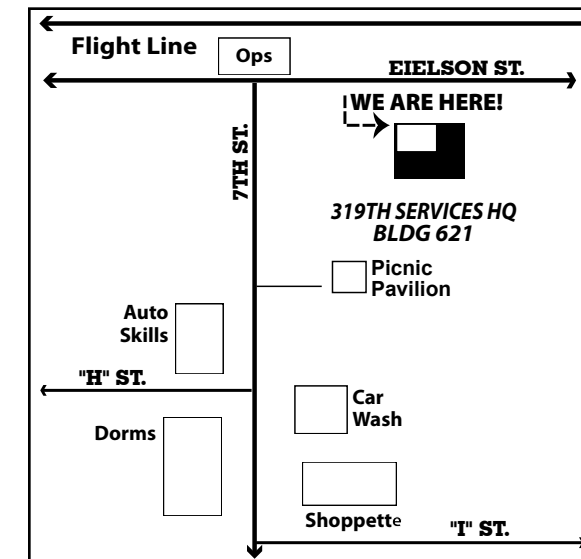 Flight Line
Ops
EIELSON ST.
WE ARE HERE!
7TH ST.
319TH SERVICES HQ
BLDG 621
Picnic
Pavilion
Auto
Skills
"H" ST.
Car
Wash
Dorms
Shoppette
"I" ST.